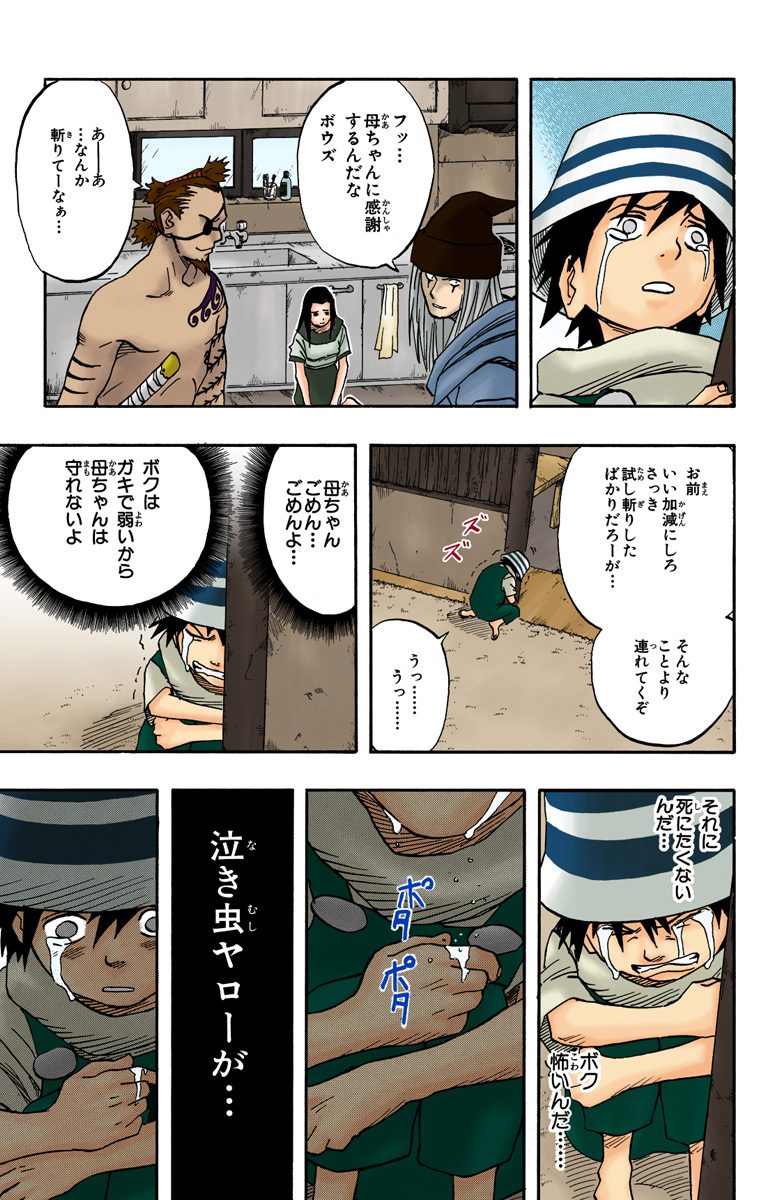 フッ…
母ちゃんに感謝
するんだな
ボウズ
あーーあ
…なんか
斬りてーなぁ…
お前
いい加減にしろ
さっき
試し斬りした
ばかりだろーが…
そんな
ことより
連れてくぞ
ズズ
うっ……
うっ………
母ちゃん
ごめん…
ごめんよ…
ボクは
ガキで弱いから
母ちゃんは
守れないよ
それに
死にたくない
んだ…
ボク
怖いんだ……
ポタ
ポタ
泣き虫ヤローが…